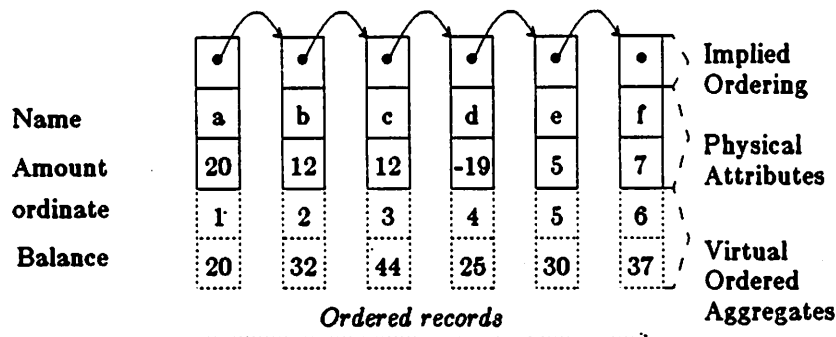 Implied
Ordering
Name a b c d e f
Physical
Attributes
Amount 20 12 12 -19 5 7
ordinate 1 2 3 4 5 6
Balance 20 32 44 25 30 37
Virtual
Ordered
Aggregates
Ordered records